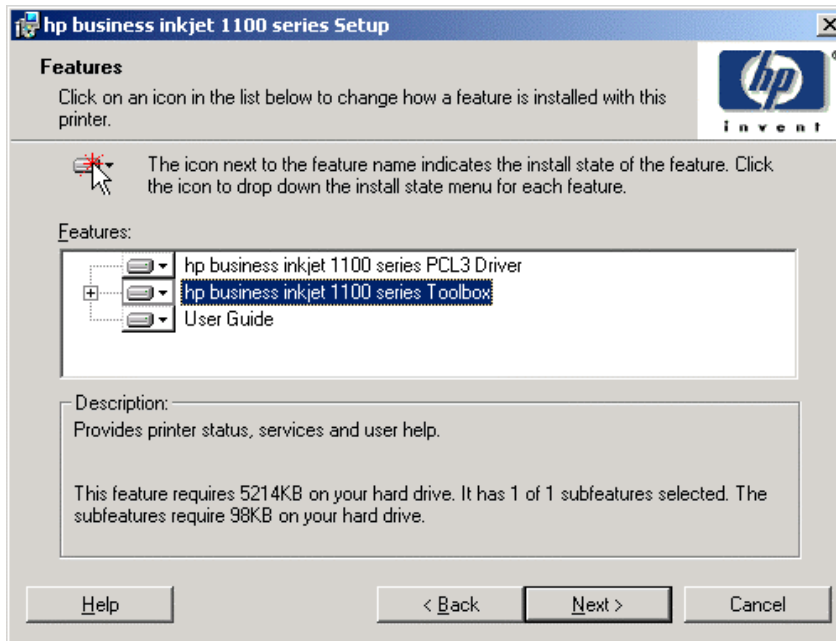 hp business inkjet 1100 series Setup
Features
Click on an icon in the list below to change how a feature is installed with this
printer.
hp
invent
The icon next to the feature name indicates the install state of the feature. Click
the icon to drop down the install state menu for each feature.
Features:
hp business inkjet 1100 series PCL3 Driver
hp business inkjet 1100 series Toolbox
User Guide
Description:
Provides printer status, services and user help.
This feature requires 5214KB on your hard drive. It has 1 of 1 subfeatures selected. The
subfeatures require 98KB on your hard drive.
Help
< Back
Next >
Cancel